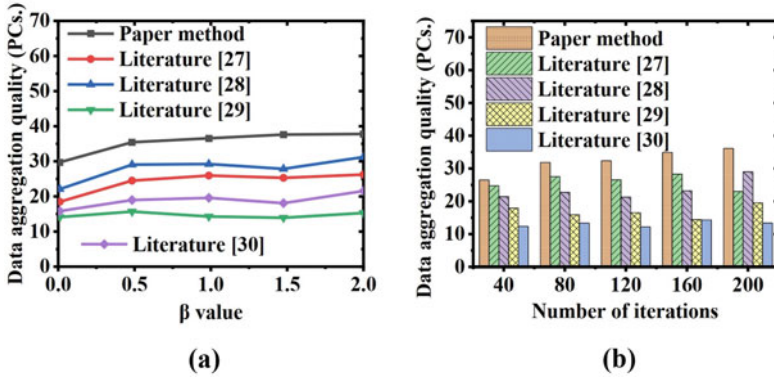 (a)
Data aggregation quality (PCs.)
70
60
50
40
30
20
10
0
Paper method
Literature [27]
Literature [28]
Literature [29]
Literature [30]
0.0 0.5 1.0 1.5 2.0
β value
(a)
(b)
Data aggregation quality (PCs.)
70
60
50
40
30
20
10
0
Paper method
Literature [27]
Literature [28]
Literature [29]
Literature [30]
40 80 120 160 200
Number of iterations
(b)